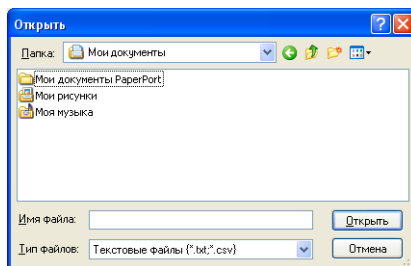 Открыть
Папка: Мои документы
Мои документы PaperPort
Мои рисунки
Моя музыка
Имя файла: Открыть
Тип файлов: Текстовые файлы {*.txt;*.csv} Отмена